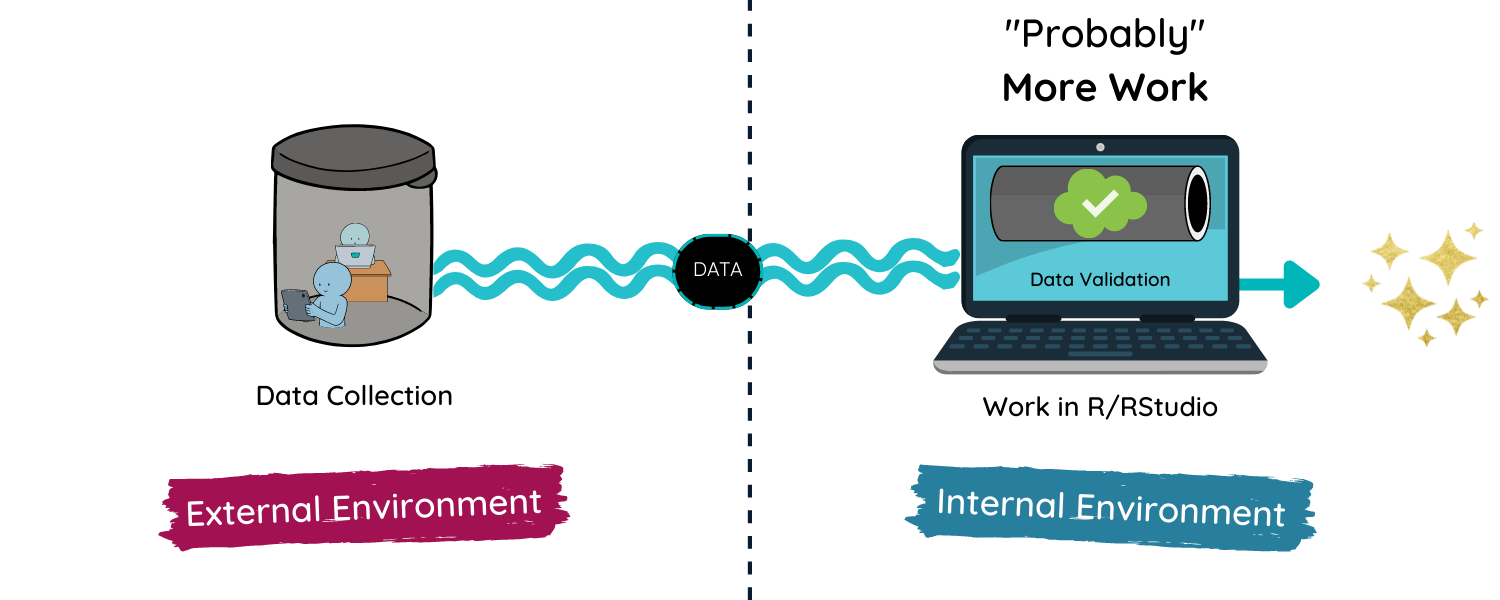 "Probably"
More Work
DATA
Data Validation
Data Collection
Work in R/RStudio
External Environment
Internal Environment